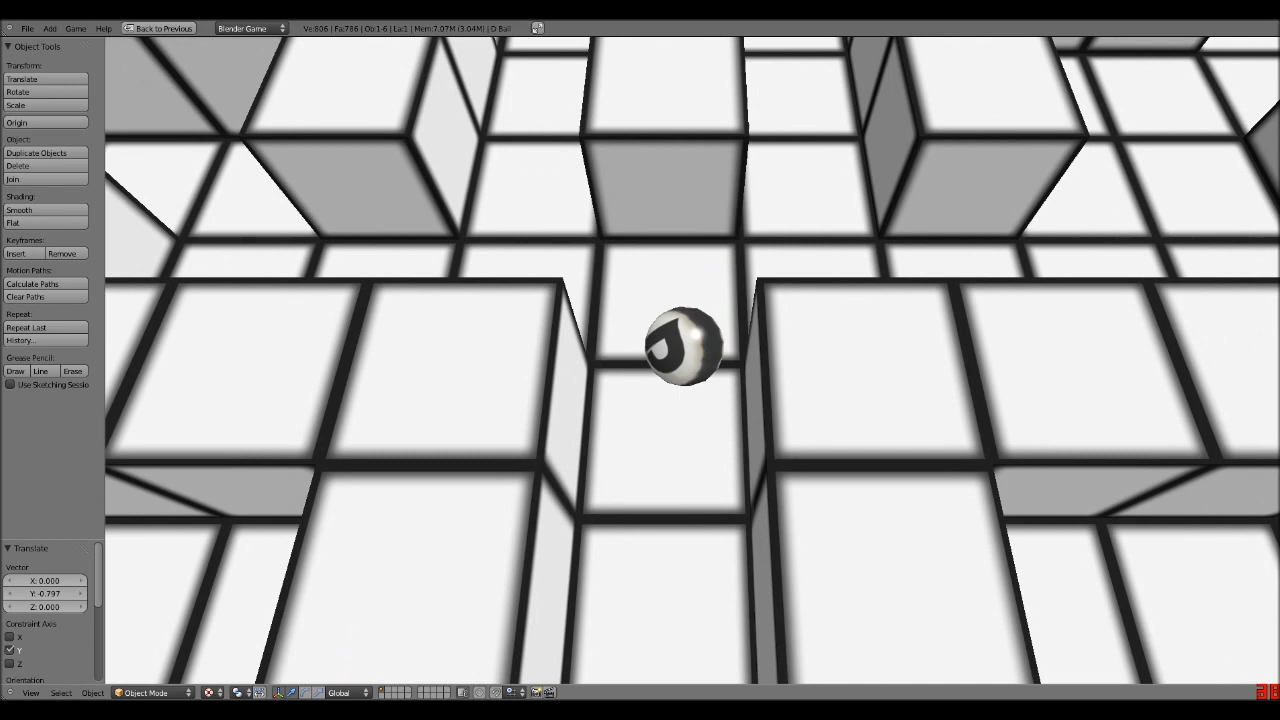 File Add Game Help Back to Previous Blender Game Ve:806 | Fa:786 | Ob:1-6 | La:1 | Mem:7.07M (3.04M) | D Ball
Object Tools
Transform:
Translate
Rotate
Scale
Origin
Object:
Duplicate Objects
Delete
Join
Shading:
Smooth
Flat
Keyframes:
Insert Remove
Motion Paths:
Calculate Paths
Clear Paths
Repeat:
Repeat Last
History...
Grease Pencil:
Draw Line Erase
Use Sketching Sessio
Translate
Vector
X: 0.000
Y: -0.797
Z: 0.000
Constraint Axis
X
Y
Z
Orientation
View Select Object Object Mode Global